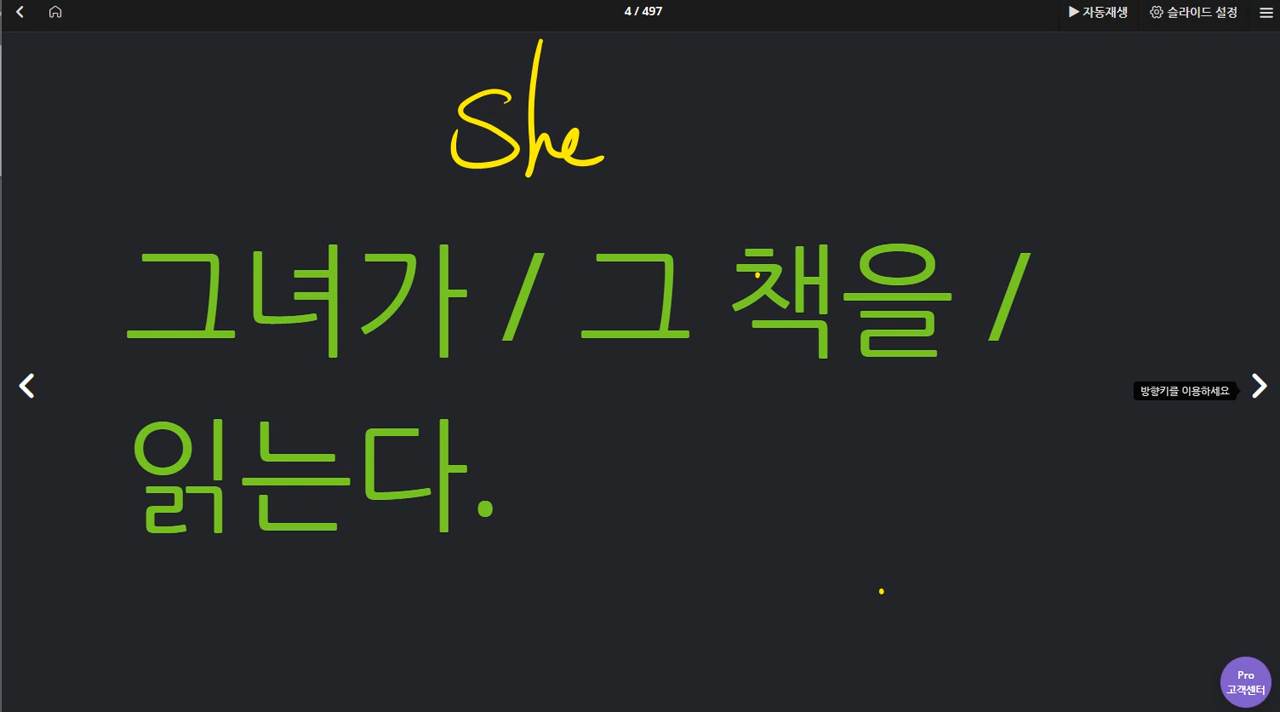 4 / 497
▶ 자동재생
슬라이드 설정
She
그녀가 / 그 책을 /
방향키를 이용하세요
읽는다.
Pro
고객센터